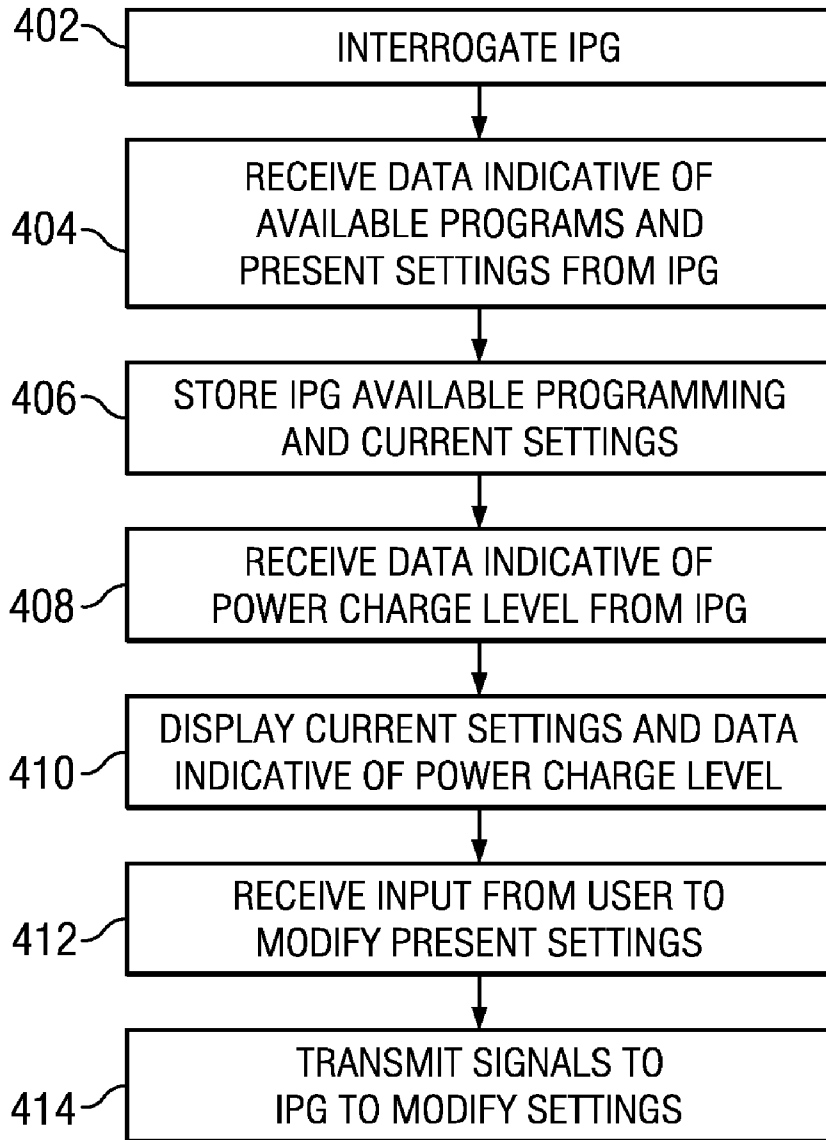 402
INTERROGATE IPG
404
RECEIVE DATA INDICATIVE OF
AVAILABLE PROGRAMS AND
PRESENT SETTINGS FROM IPG
406
STORE IPG AVAILABLE PROGRAMMING
AND CURRENT SETTINGS
408
RECEIVE DATA INDICATIVE OF
POWER CHARGE LEVEL FROM IPG
410
DISPLAY CURRENT SETTINGS AND DATA
INDICATIVE OF POWER CHARGE LEVEL
412
RECEIVE INPUT FROM USER TO
MODIFY PRESENT SETTINGS
414
TRANSMIT SIGNALS TO
IPG TO MODIFY SETTINGS